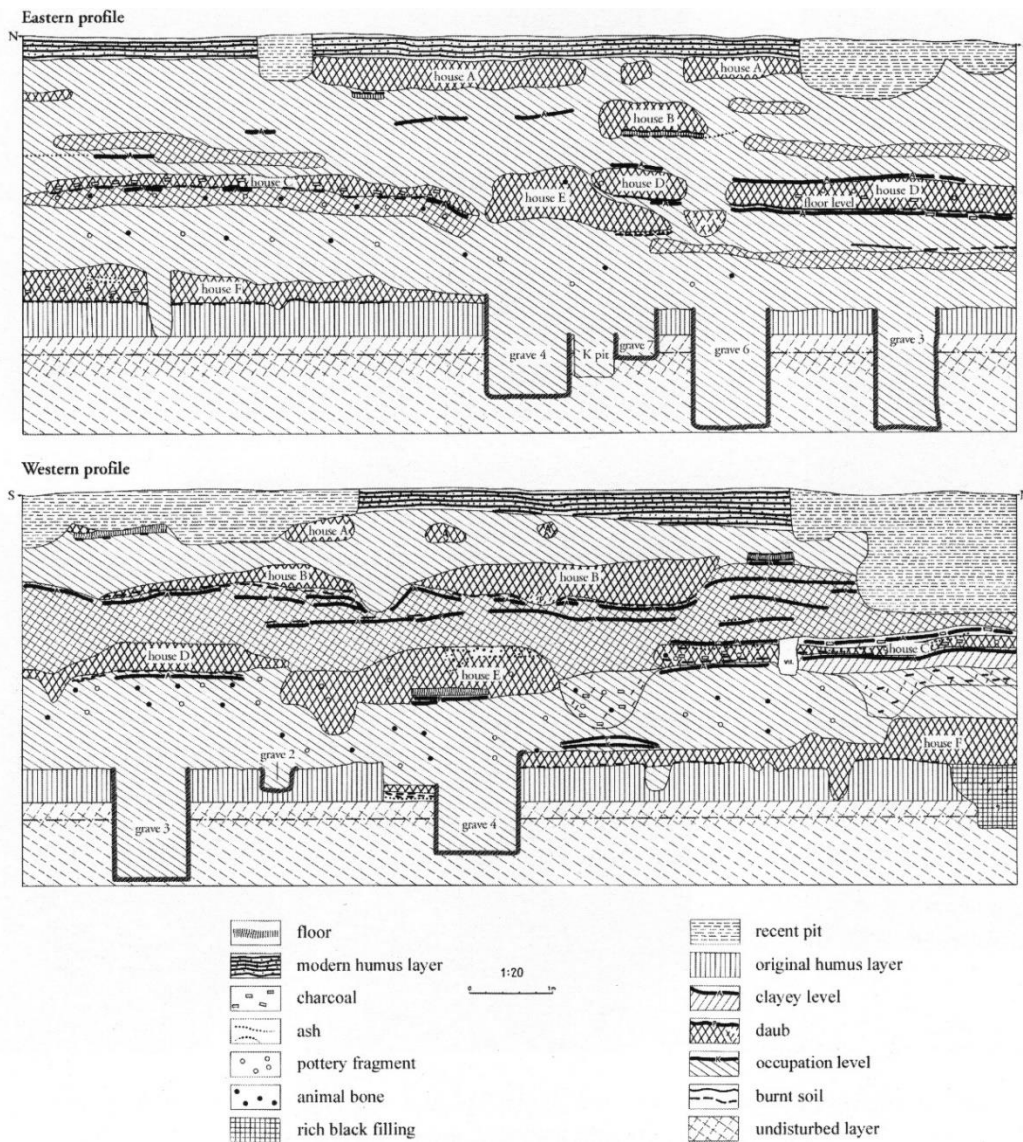 Eastern profile
N
house A
house A
house B
house C
house D
house D
house E
floor level
house F
grave 4
K pit
grave 7
grave 6
grave 3
Western profile
S
house A
house B
house B
house D
house C
VII.
house E
house F
grave 2
grave 3
grave 4
floor
recent pit
modern humus layer
1:20
original humus layer
charcoal
0
1m
clayey level
ash
daub
pottery fragment
occupation level
animal bone
burnt soil
rich black filling
undisturbed layer